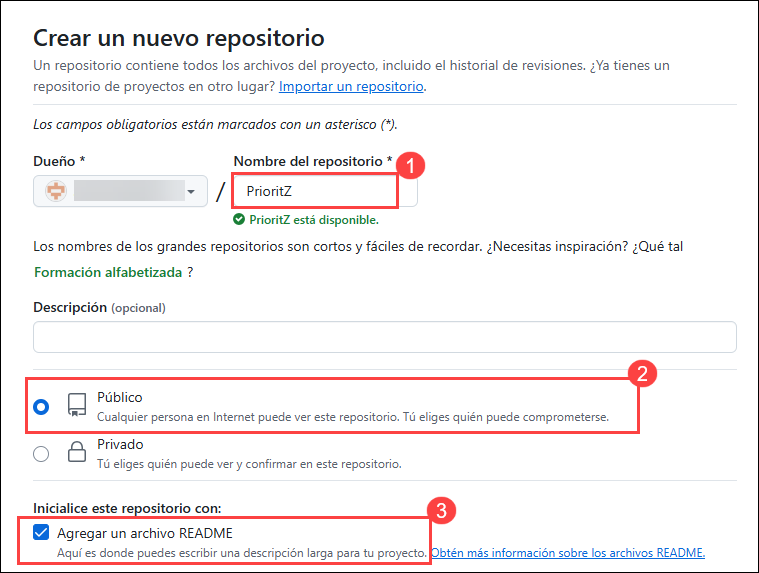 Crear un nuevo repositorio
Un repositorio contiene todos los archivos del proyecto, incluido el historial de revisiones. ¿Ya tienes un
repositorio de proyectos en otro lugar? Importar un repositorio.
Los campos obligatorios están marcados con un asterisco (*).
Dueño *
Nombre del repositorio *
1
/
PrioritZ
PrioritZ está disponible.
Los nombres de los grandes repositorios son cortos y fáciles de recordar. ¿Necesitas inspiración? ¿Qué tal
Formación alfabetizada ?
Descripción (opcional)
2
Público
Cualquier persona en Internet puede ver este repositorio. Tú eliges quién puede comprometerse.
Privado
Tú eliges quién puede ver y confirmar en este repositorio.
Inicialice este repositorio con:
3
Agregar un archivo README
Aquí es donde puedes escribir una descripción larga para tu proyecto. Obtén más información sobre los archivos README.